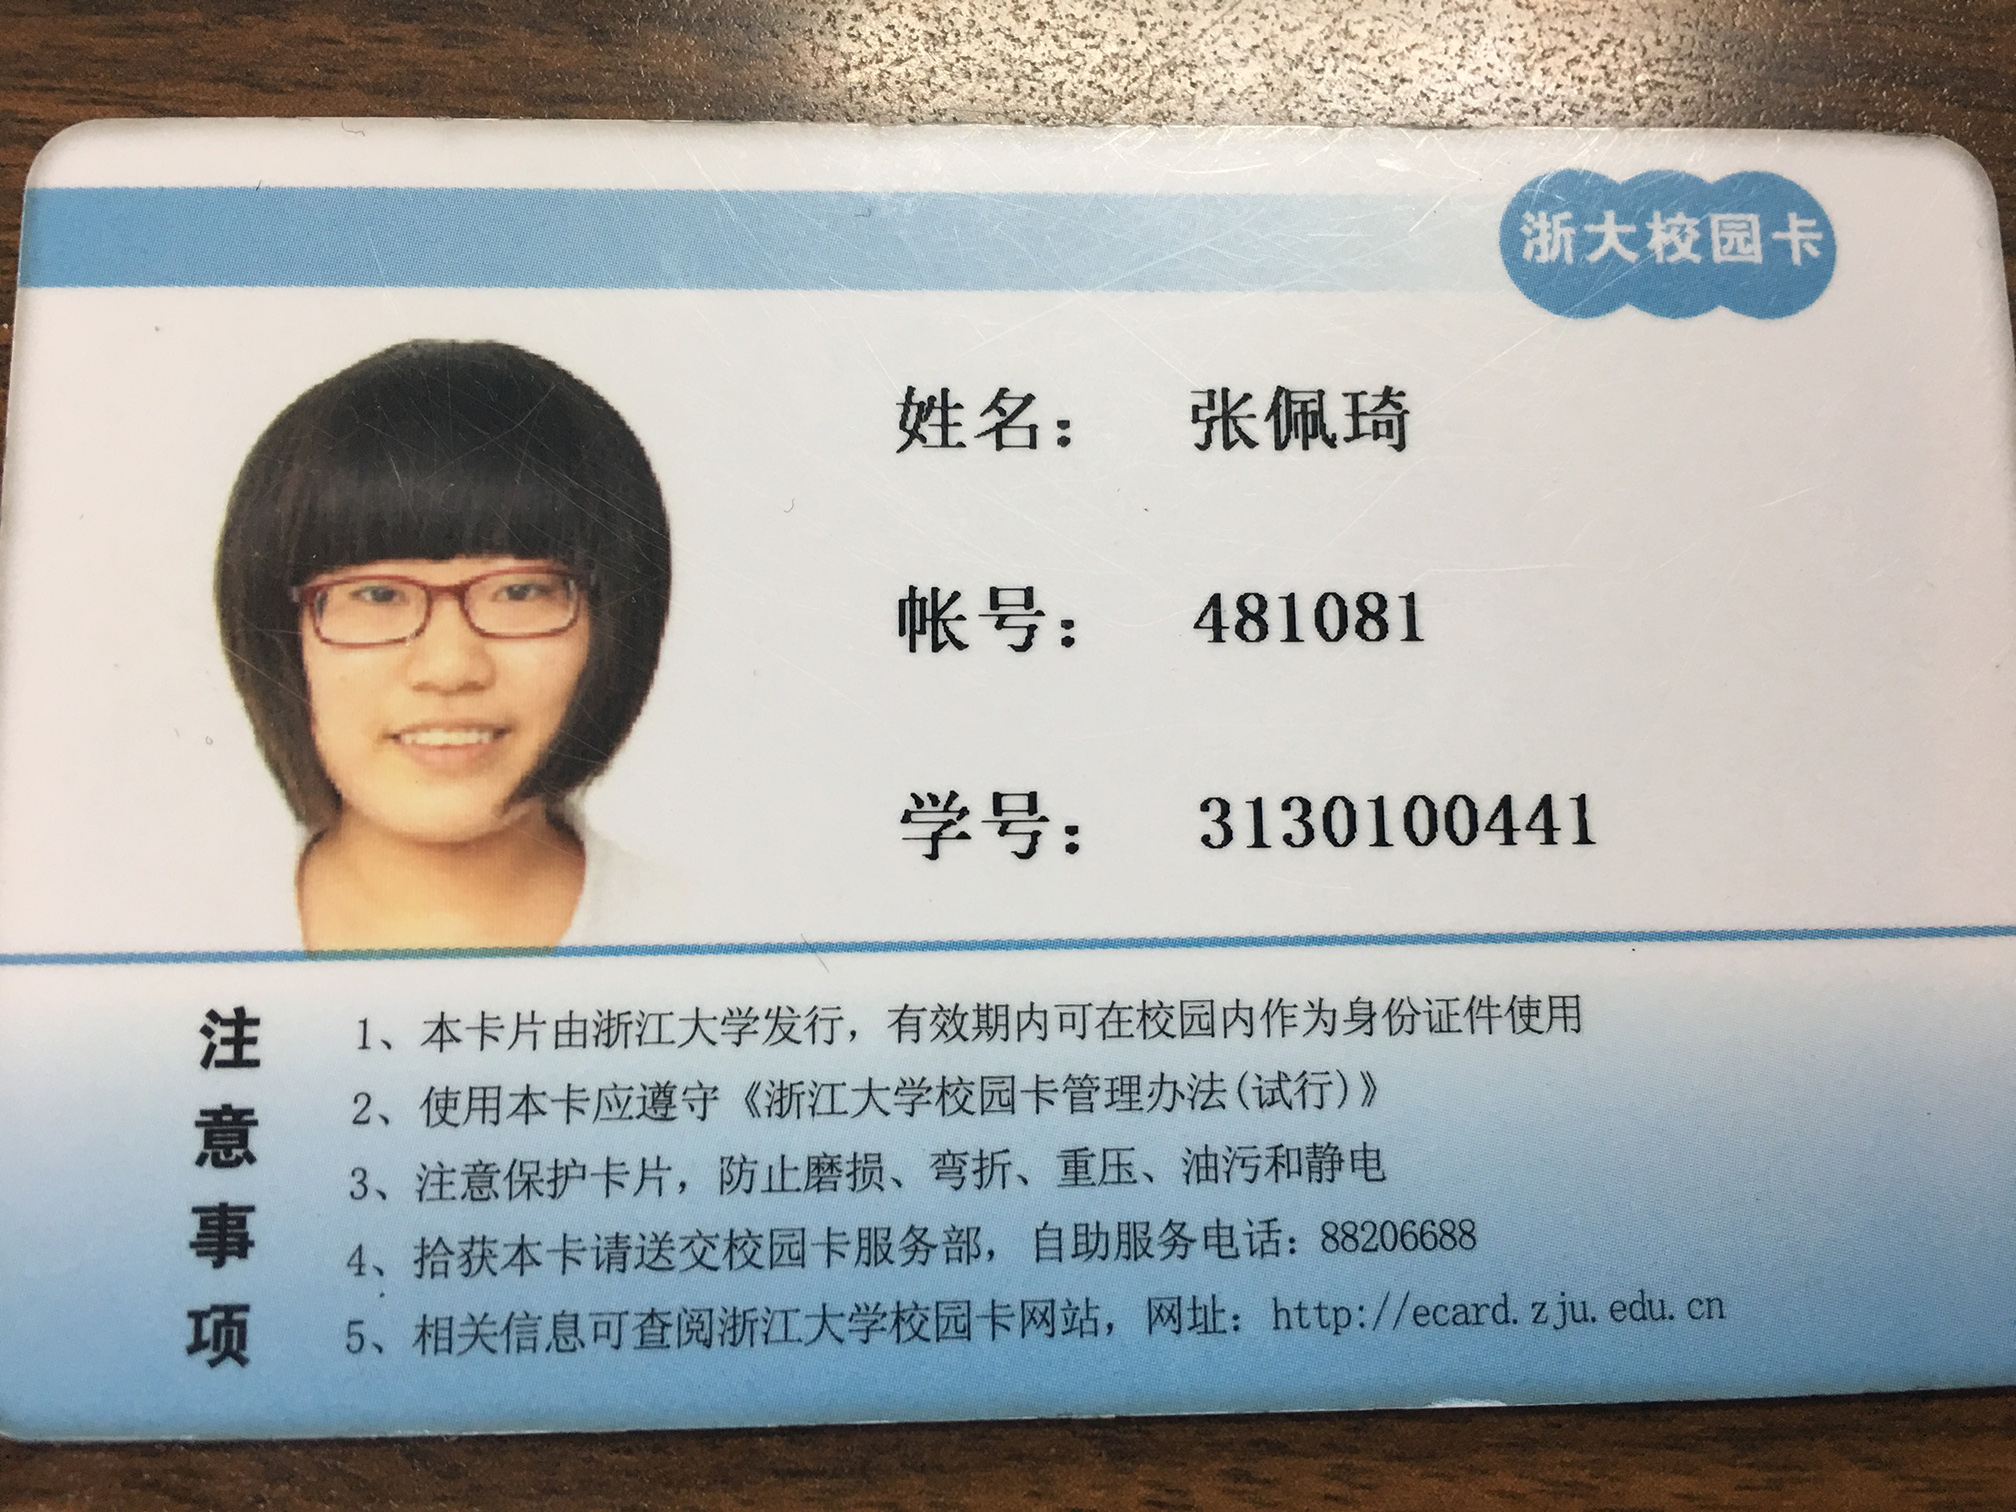 浙大校园卡
姓名： 张佩琦
帐号： 481081
学号： 3130100441
注意事项
1、本卡片由浙江大学发行，有效期内可在校园内作为身份证件使用
2、使用本卡应遵守《浙江大学校园卡管理办法(试行)》
3、注意保护卡片，防止磨损、弯折、重压、油污和静电
4、拾获本卡请送交校园卡服务部，自助服务电话：88206688
5、相关信息可查阅浙江大学校园卡网站，网址：http://ecard.zju.edu.cn